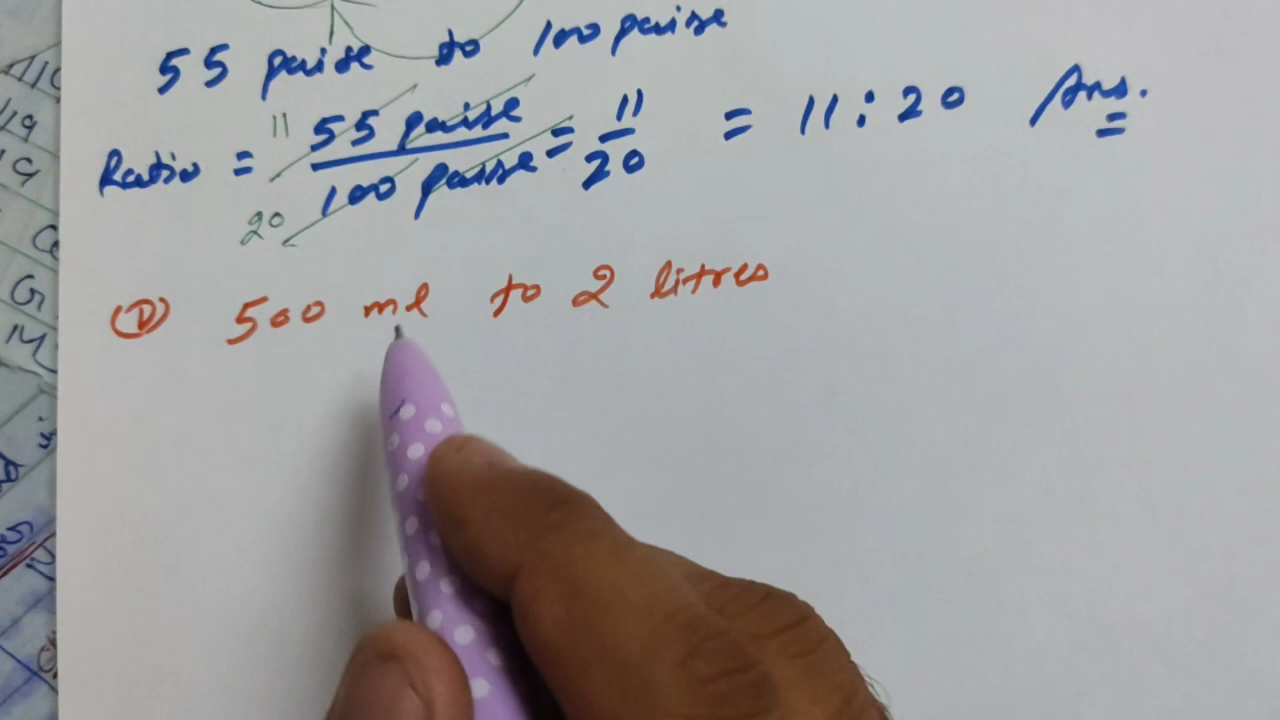 55 paise to 100 paise
Ratio = 55 paise / 100 paise = 11 / 20 = 11 : 20 Ans.
11
20
(D) 500 ml to 2 litres